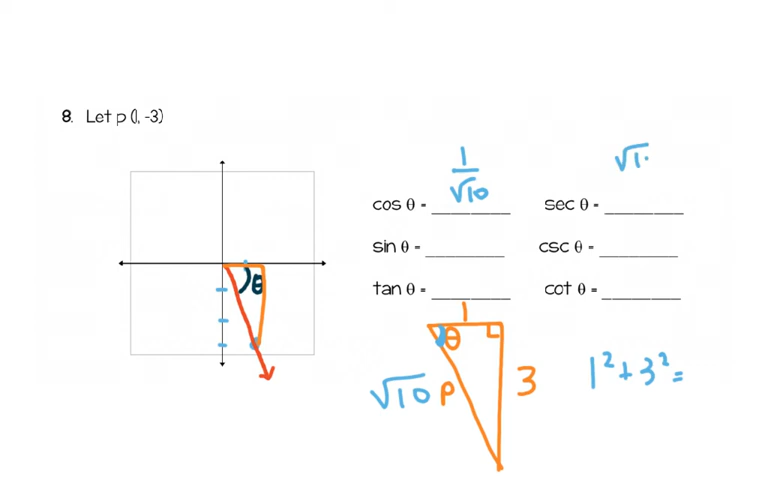 8. Let p (1, -3)
1
√10
√1
cos θ = ________
sec θ = ________
sin θ = ________
csc θ = ________
θ
tan θ = ________
cot θ = ________
1
θ
√10 p
3
1² + 3² =